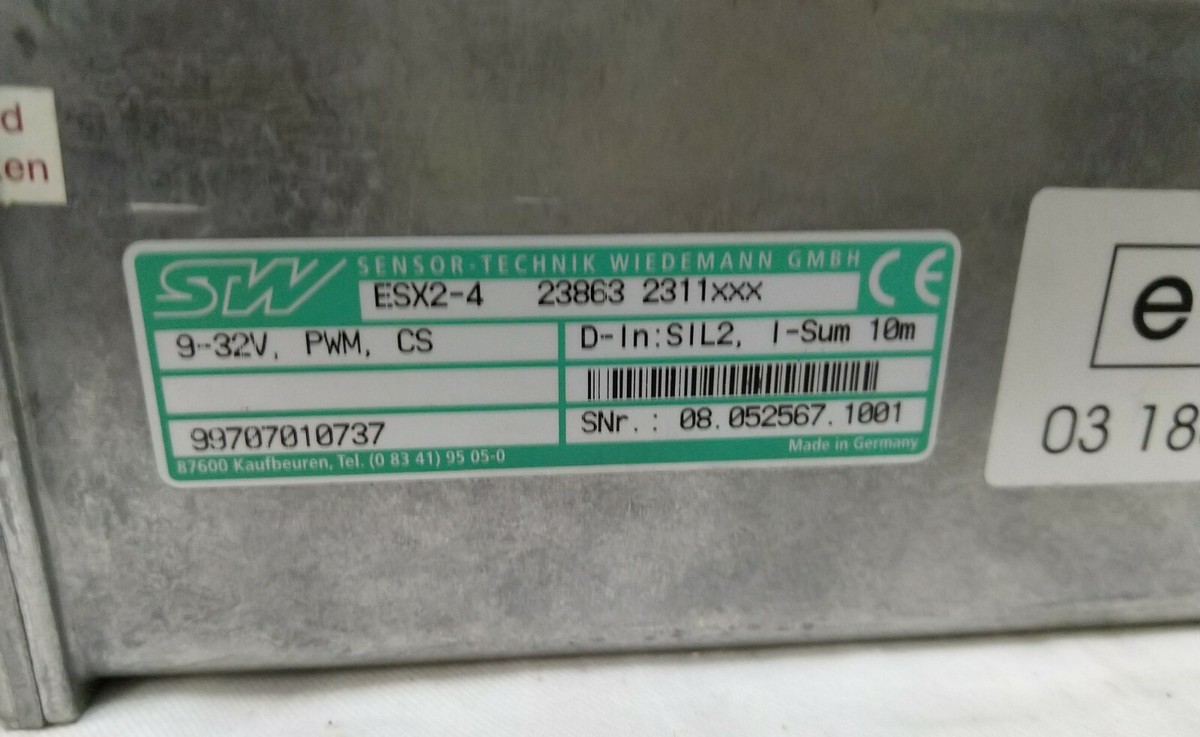 d
en
STW
SENSOR-TECHNIK WIEDEMANN GMBH
CE
ESX2-4 23863 2311xxx
9-32V, PWM, CS
D-In:SIL2, I-Sum 10m
99707010737
SNr.: 08.052567.1001
87600 Kaufbeuren, Tel. (0 83 41) 95 05-0
Made in Germany
e
03 18